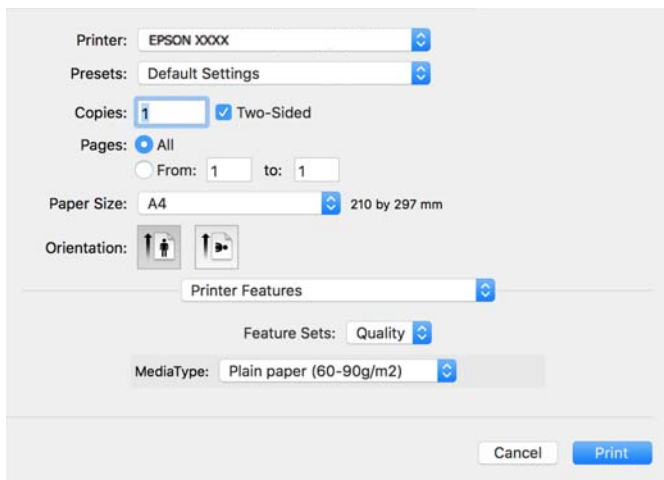 Printer: EPSON XXXX
Presets: Default Settings
Copies: 1 Two-Sided
Pages: All
From: 1 to: 1
Paper Size: A4 210 by 297 mm
Orientation:
Printer Features
Feature Sets: Quality
MediaType: Plain paper (60-90g/m2)
Cancel Print